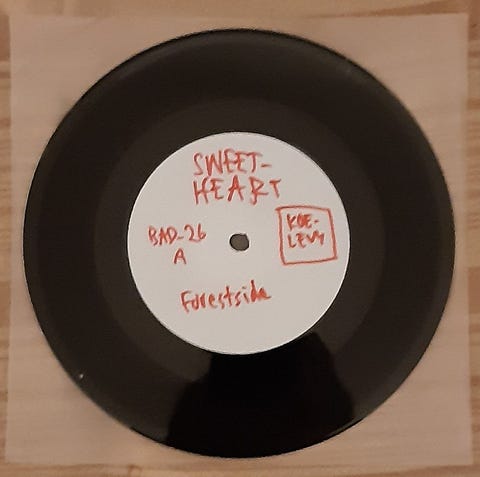 SWEET-
HEART
BAD-26
A
KOE-
LEVY
Forestside